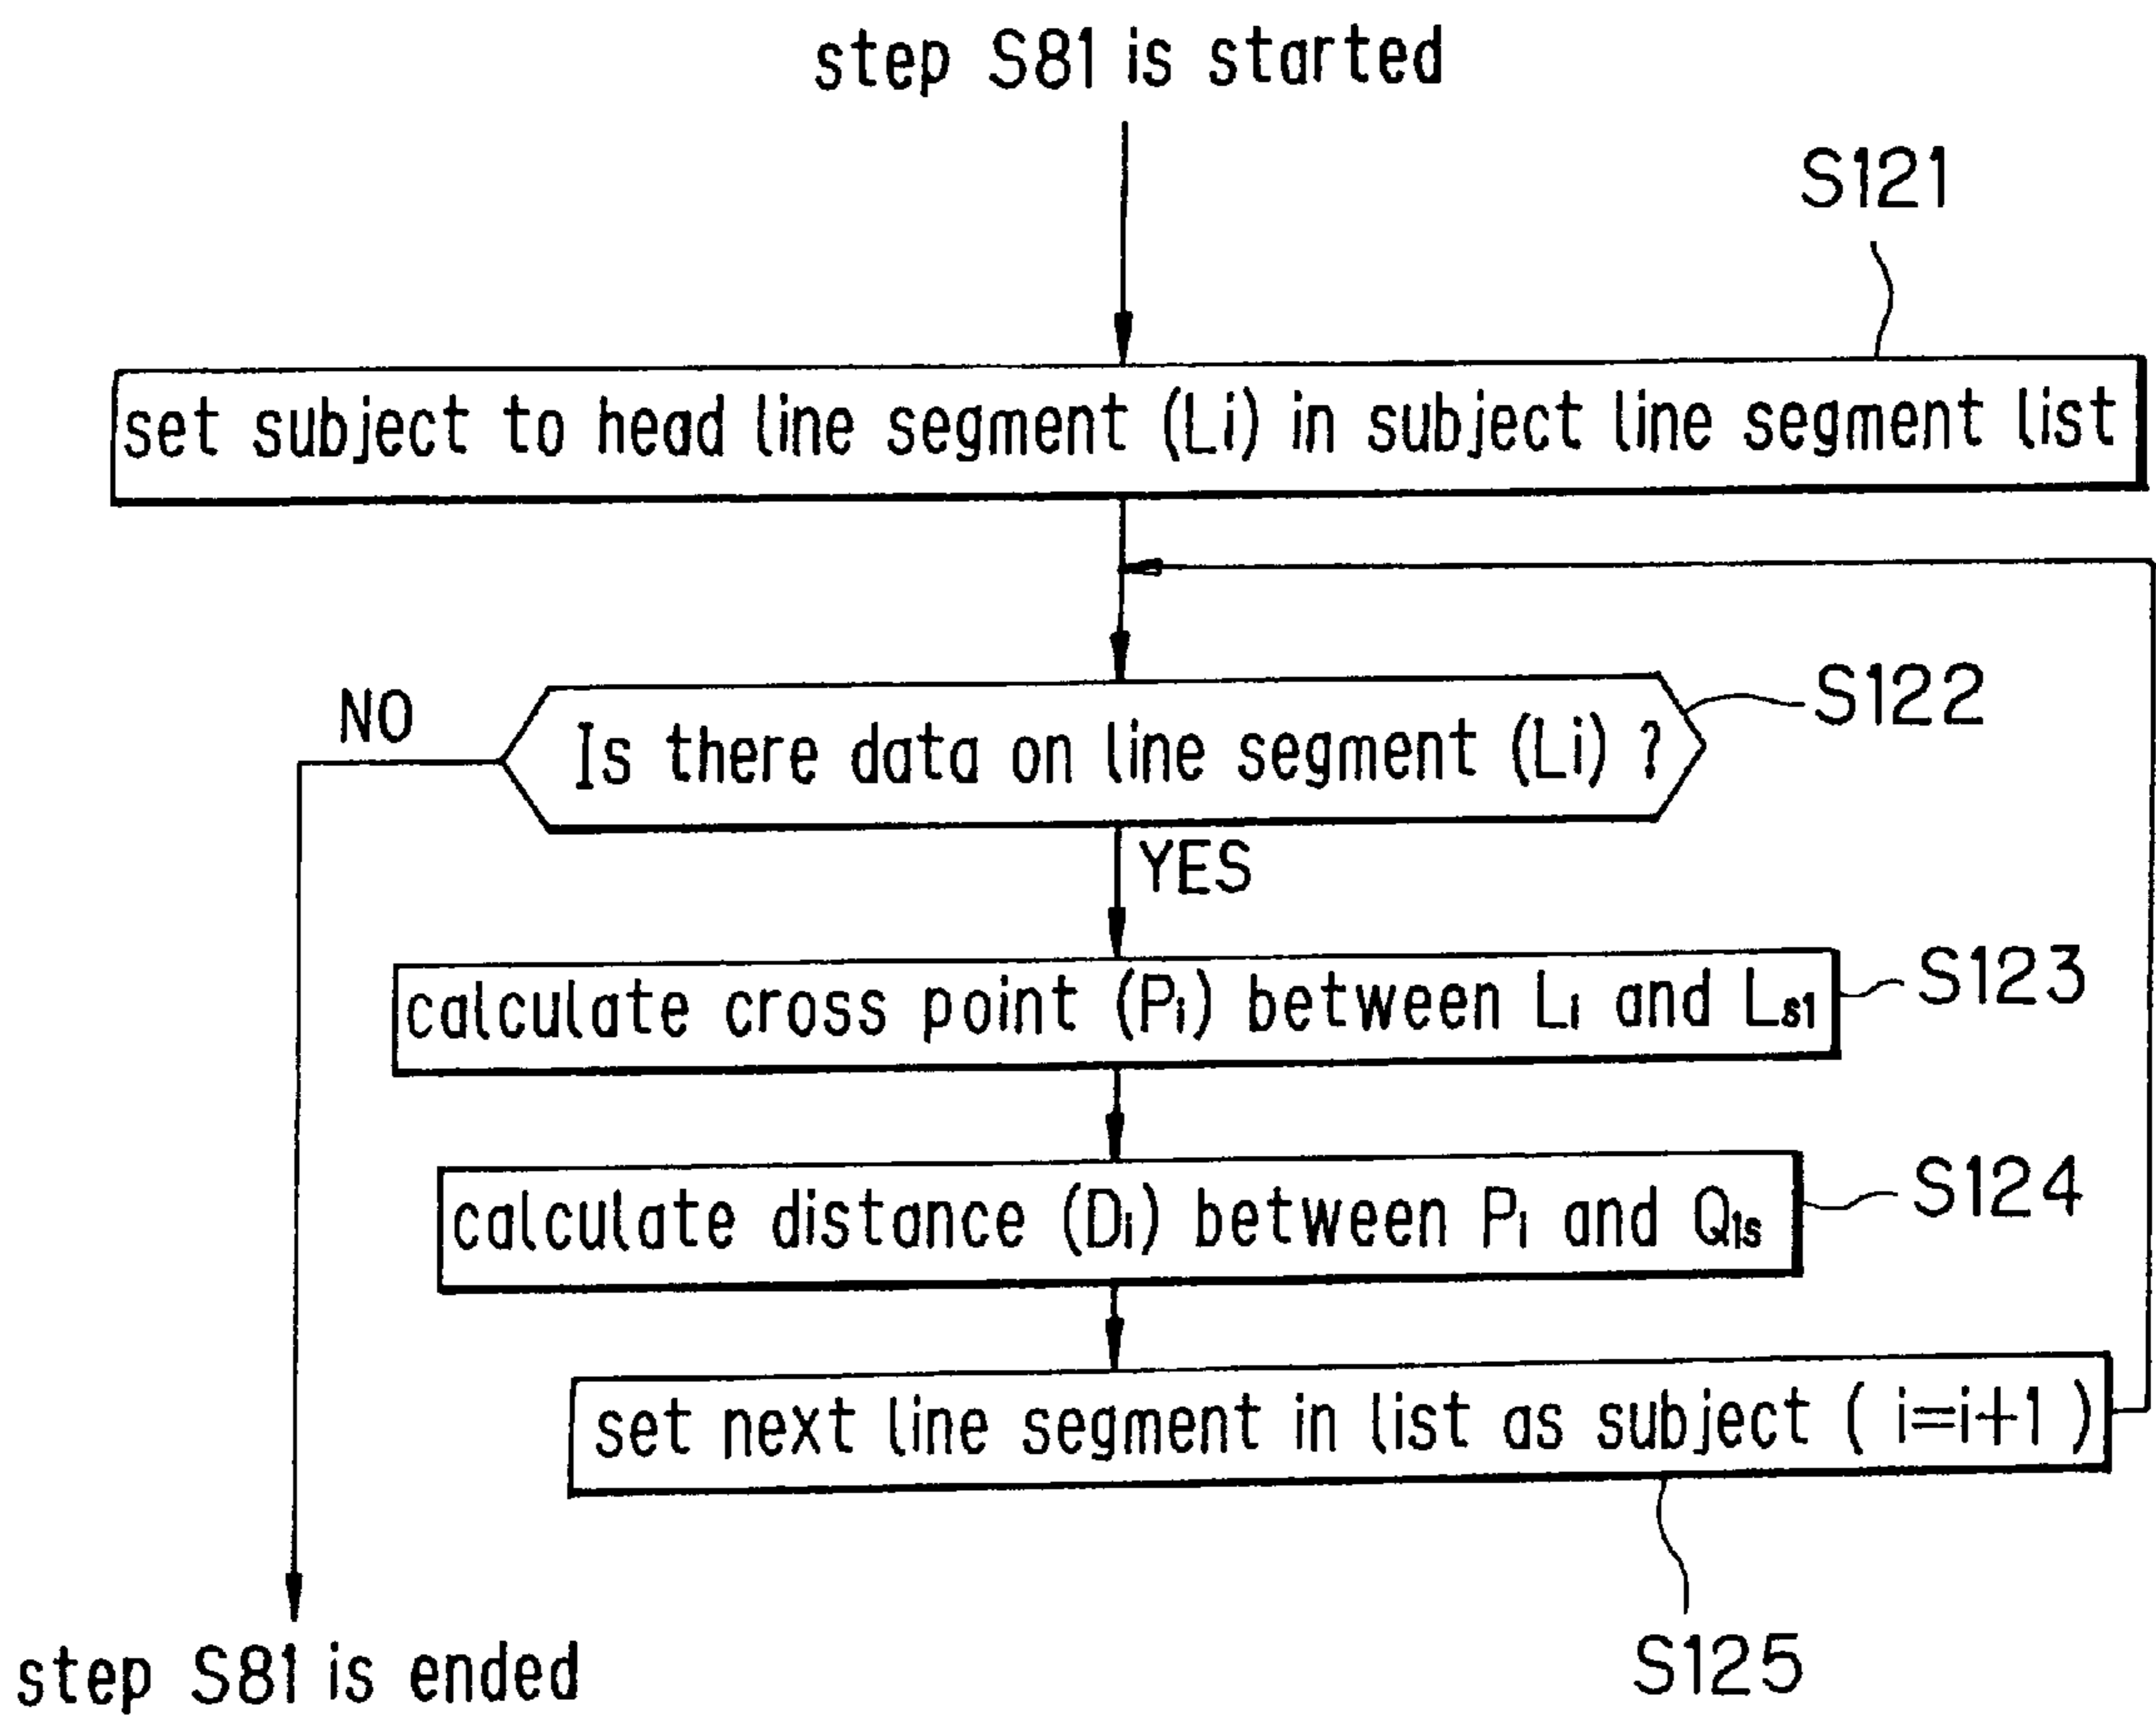 step S81 is started
S121
set subject to head line segment (Li) in subject line segment list
NO
Is there data on line segment (Li) ?
S122
YES
calculate cross point (Pi) between Li and Ls1
S123
calculate distance (Di) between Pi and Q1s
S124
set next line segment in list as subject ( i=i+1 )
step S81 is ended
S125